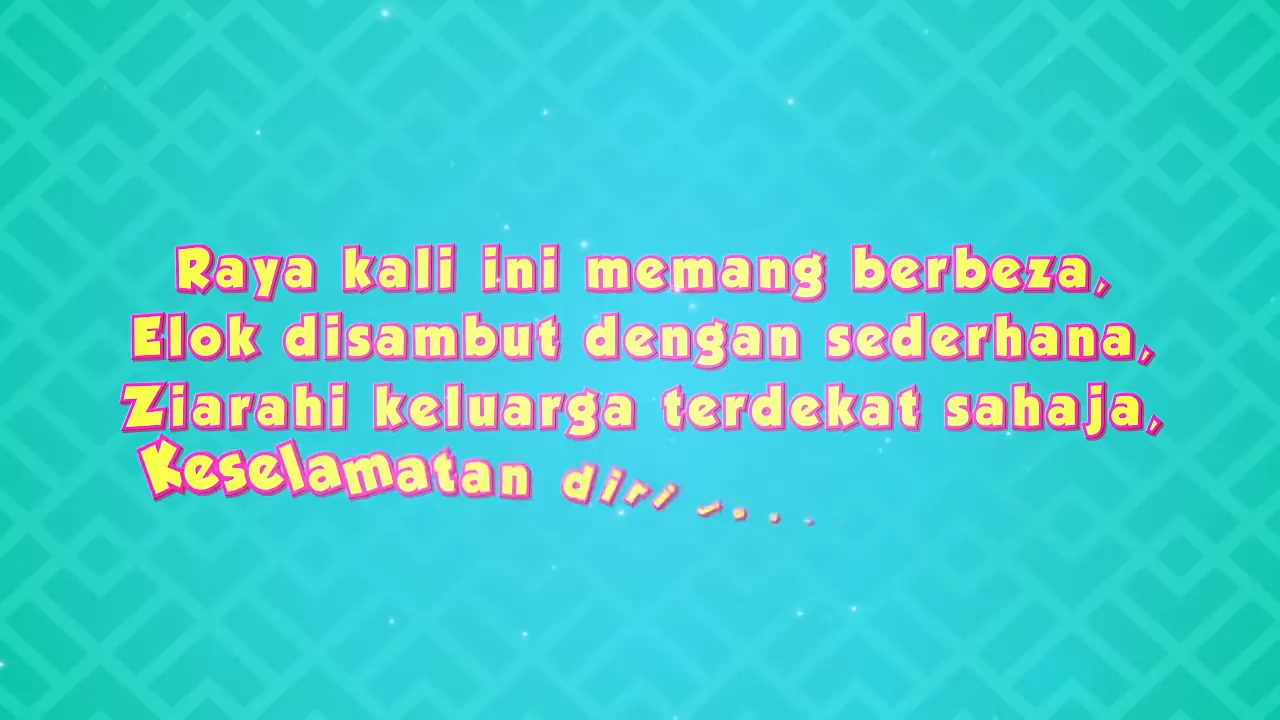 Raya kali ini memang berbeza,
Elok disambut dengan sederhana,
Ziarahi keluarga terdekat sahaja,
Keselamatan diri